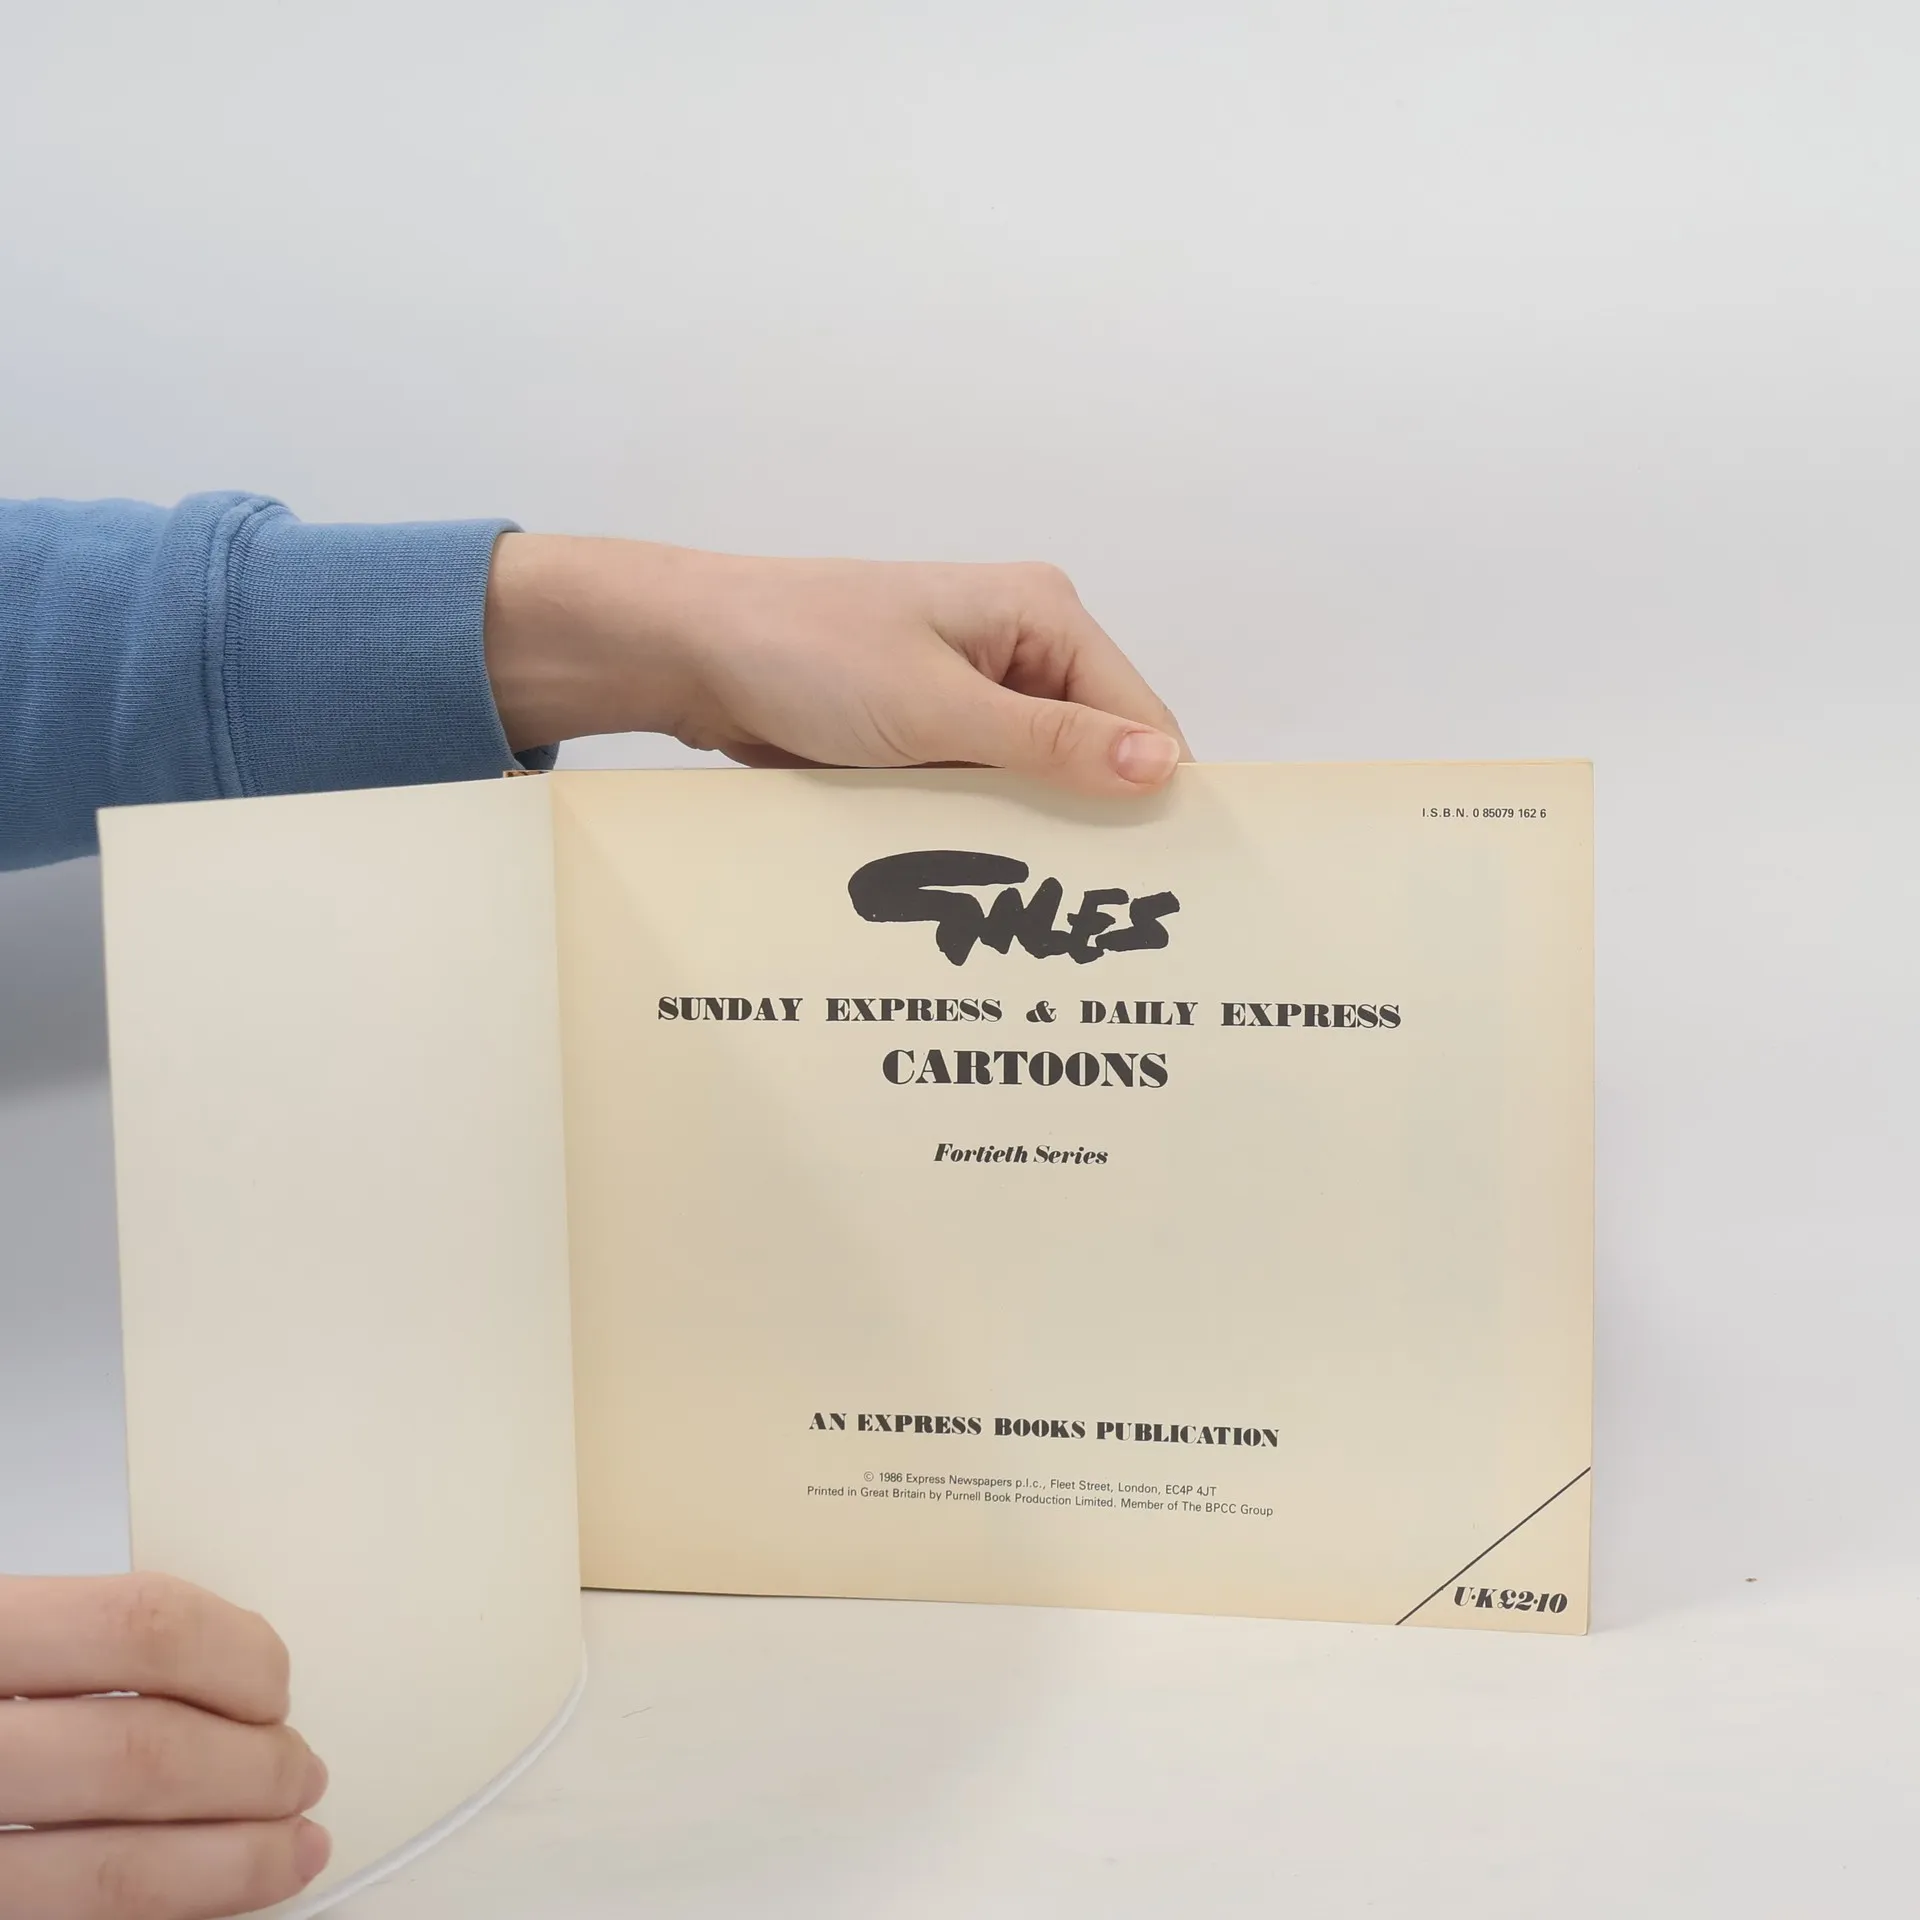 I.S.B.N. 0 85079 162 6
GILES
SUNDAY EXPRESS & DAILY EXPRESS
CARTOONS
Fortieth Series
AN EXPRESS BOOKS PUBLICATION
© 1986 Express Newspapers p.l.c., Fleet Street, London, EC4P 4JT
Printed in Great Britain by Purnell Book Production Limited. Member of The BPCC Group
U·K £2·10